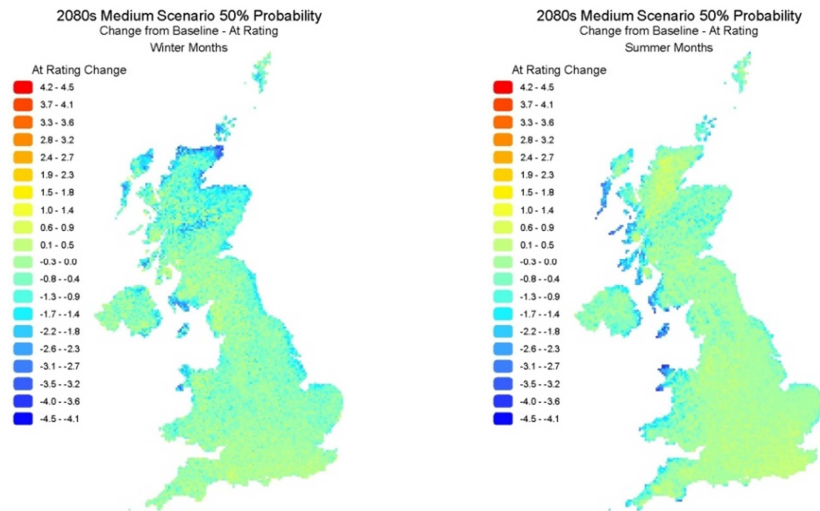 2080s Medium Scenario 50% Probability
Change from Baseline - At Rating
Winter Months
At Rating Change
4.2 - 4.5
3.7 - 4.1
3.3 - 3.6
2.8 - 3.2
2.4 - 2.7
1.9 - 2.3
1.5 - 1.8
1.0 - 1.4
0.6 - 0.9
0.1 - 0.5
-0.3 - 0.0
-0.8 - -0.4
-1.3 - -0.9
-1.7 - -1.4
-2.2 - -1.8
-2.6 - -2.3
-3.1 - -2.7
-3.5 - -3.2
-4.0 - -3.6
-4.5 - -4.1
2080s Medium Scenario 50% Probability
Change from Baseline - At Rating
Summer Months
At Rating Change
4.2 - 4.5
3.7 - 4.1
3.3 - 3.6
2.8 - 3.2
2.4 - 2.7
1.9 - 2.3
1.5 - 1.8
1.0 - 1.4
0.6 - 0.9
0.1 - 0.5
-0.3 - 0.0
-0.8 - -0.4
-1.3 - -0.9
-1.7 - -1.4
-2.2 - -1.8
-2.6 - -2.3
-3.1 - -2.7
-3.5 - -3.2
-4.0 - -3.6
-4.5 - -4.1